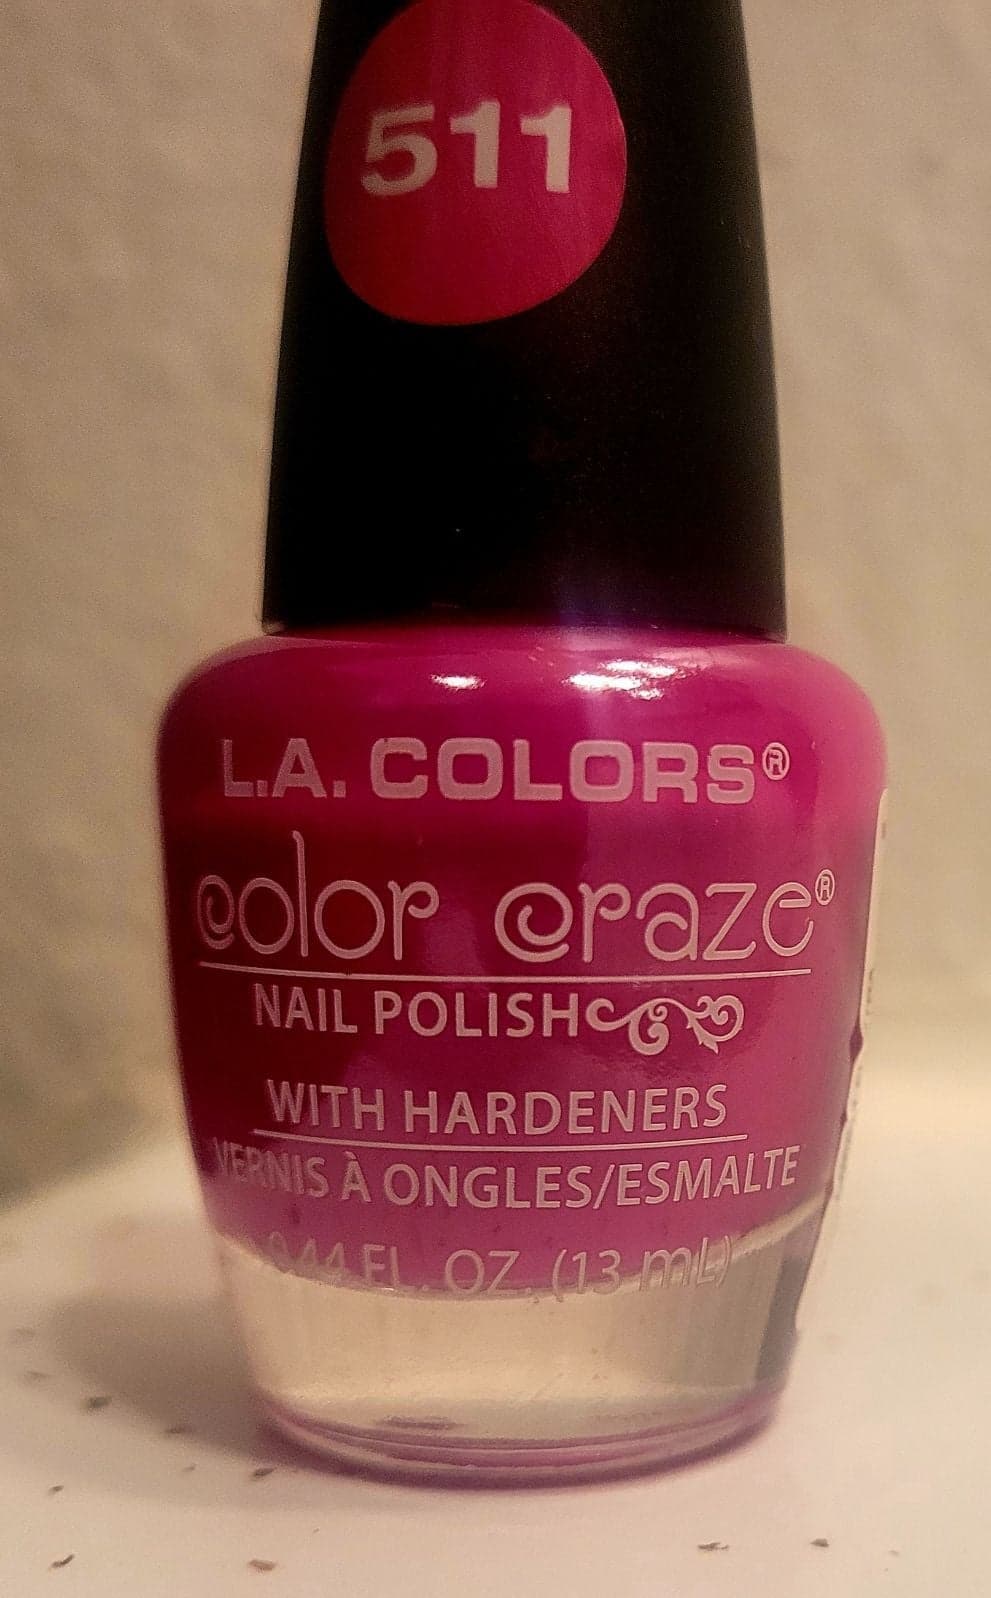 511
L.A. COLORS®
color craze®
NAIL POLISH
WITH HARDENERS
VERNIS À ONGLES/ESMALTE
0.44 FL. OZ. (13 mL)